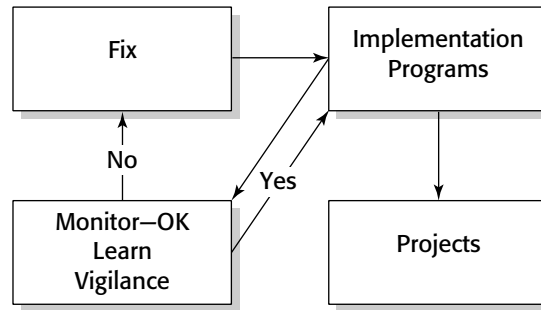 Fix
Implementation
Programs
No
Yes
Monitor—OK
Learn
Vigilance
Projects